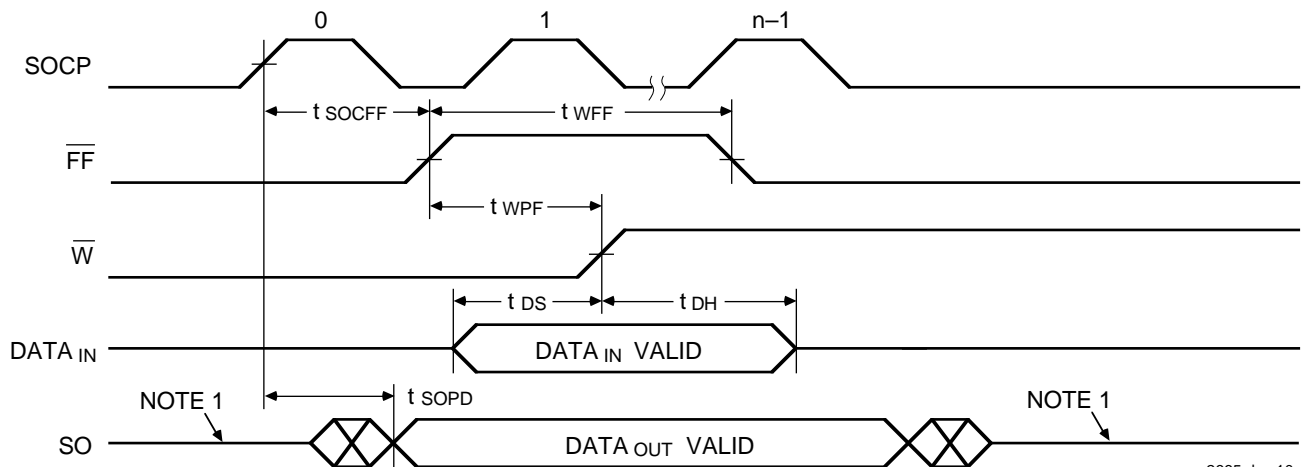 0 1 n–1
SOCP
t SOCFF t WFF
FF
t WPF
W
t DS t DH
DATA IN DATA IN VALID
t SOPD
NOTE 1 NOTE 1
SO DATA OUT VALID